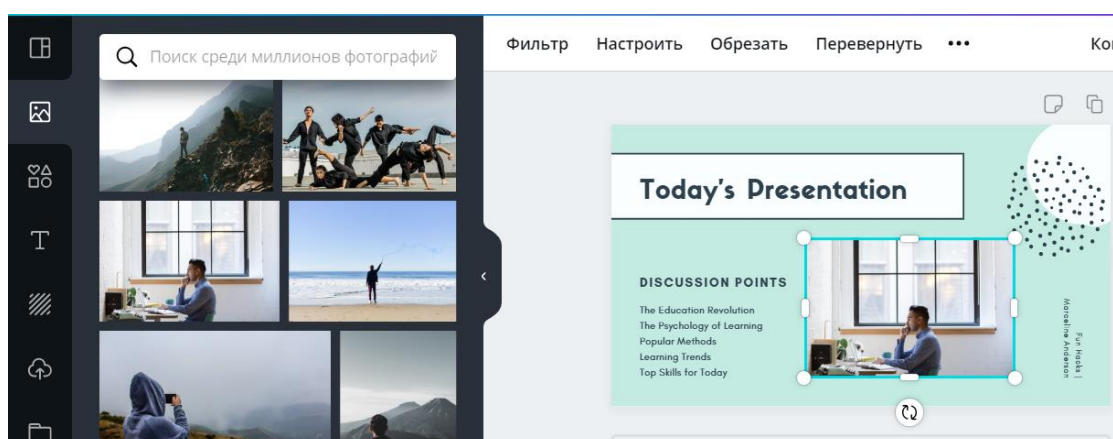 Поиск среди миллионов фотографий
Фильтр Настроить Обрезать Перевернуть •••
Today's Presentation
DISCUSSION POINTS
The Education Revolution
The Psychology of Learning
Popular Methods
Learning Trends
Top Skills for Today
Fun Hacks |
Marceline Anderson